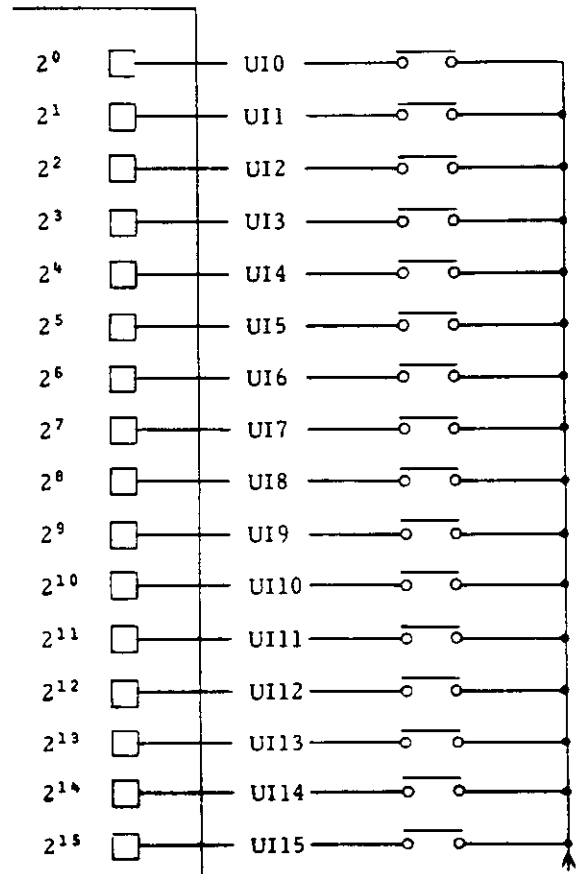 2⁰ UI0
2¹ UI1
2² UI2
2³ UI3
2⁴ UI4
2⁵ UI5
2⁶ UI6
2⁷ UI7
2⁸ UI8
2⁹ UI9
2¹⁰ UI10
2¹¹ UI11
2¹² UI12
2¹³ UI13
2¹⁴ UI14
2¹⁵ UI15